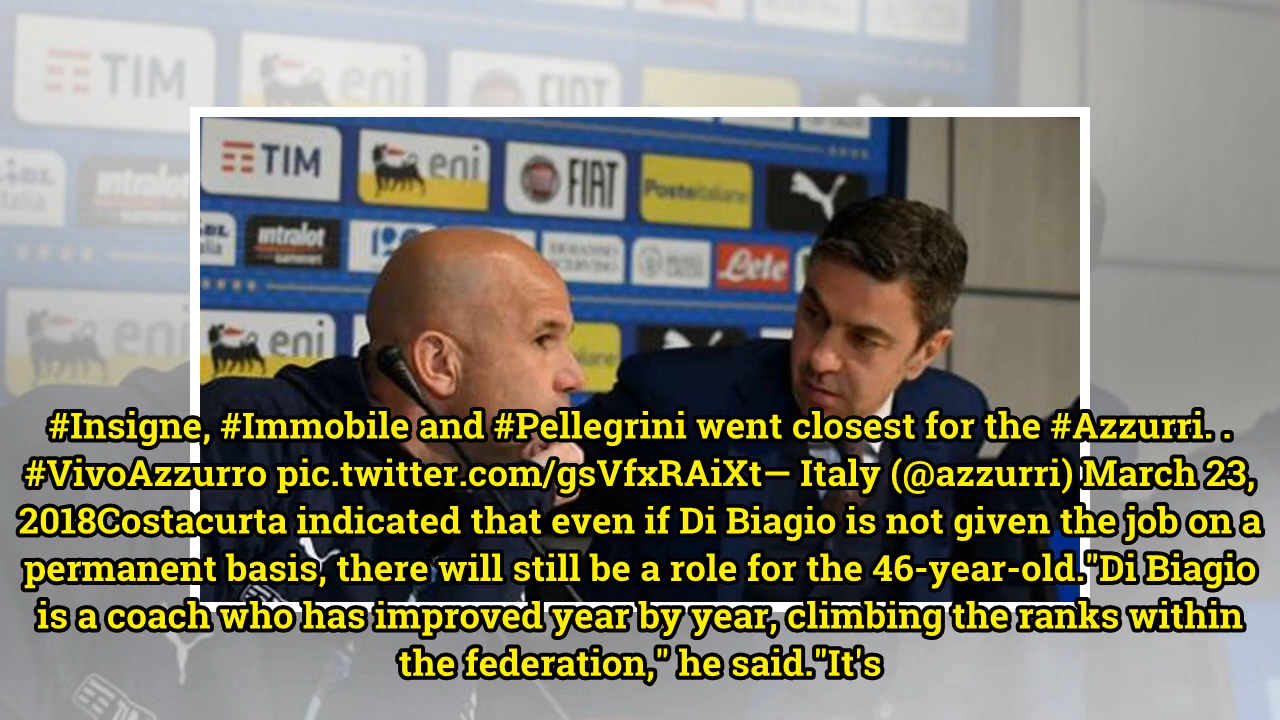 TIM
eni
FIAT
TIM
eni
FIAT
Posteitaliane
intralot
intralot
Lete
eni
eni
#Insigne, #Immobile and #Pellegrini went closest for the #Azzurri. .
#VivoAzzurro pic.twitter.com/gsVfxRAiXt— Italy (@azzurri) March 23,
2018Costacurta indicated that even if Di Biagio is not given the job on a
permanent basis, there will still be a role for the 46-year-old."Di Biagio
is a coach who has improved year by year, climbing the ranks within
the federation," he said."It's